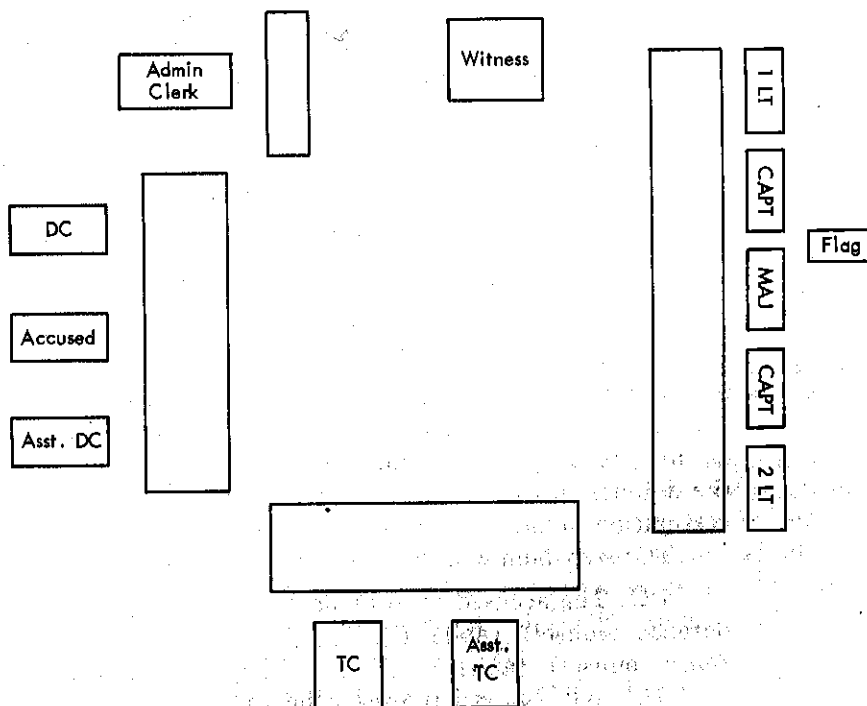 Admin
Clerk
Witness
1 LT
DC
CAPT
Flag
MAJ
Accused
CAPT
Asst. DC
2 LT
TC
Asst.
TC